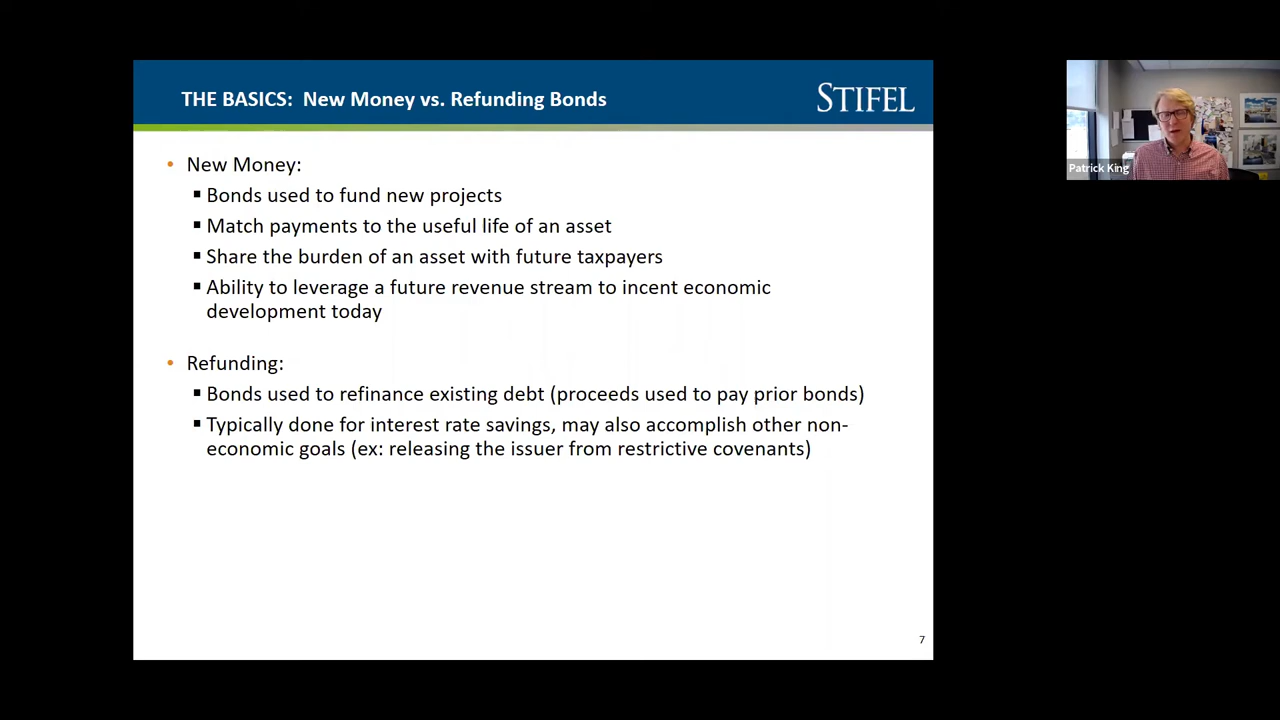 THE BASICS: New Money vs. Refunding Bonds
STIFEL
• New Money:
▪ Bonds used to fund new projects
▪ Match payments to the useful life of an asset
▪ Share the burden of an asset with future taxpayers
▪ Ability to leverage a future revenue stream to incent economic
development today
• Refunding:
▪ Bonds used to refinance existing debt (proceeds used to pay prior bonds)
▪ Typically done for interest rate savings, may also accomplish other non-
economic goals (ex: releasing the issuer from restrictive covenants)
7
Patrick King